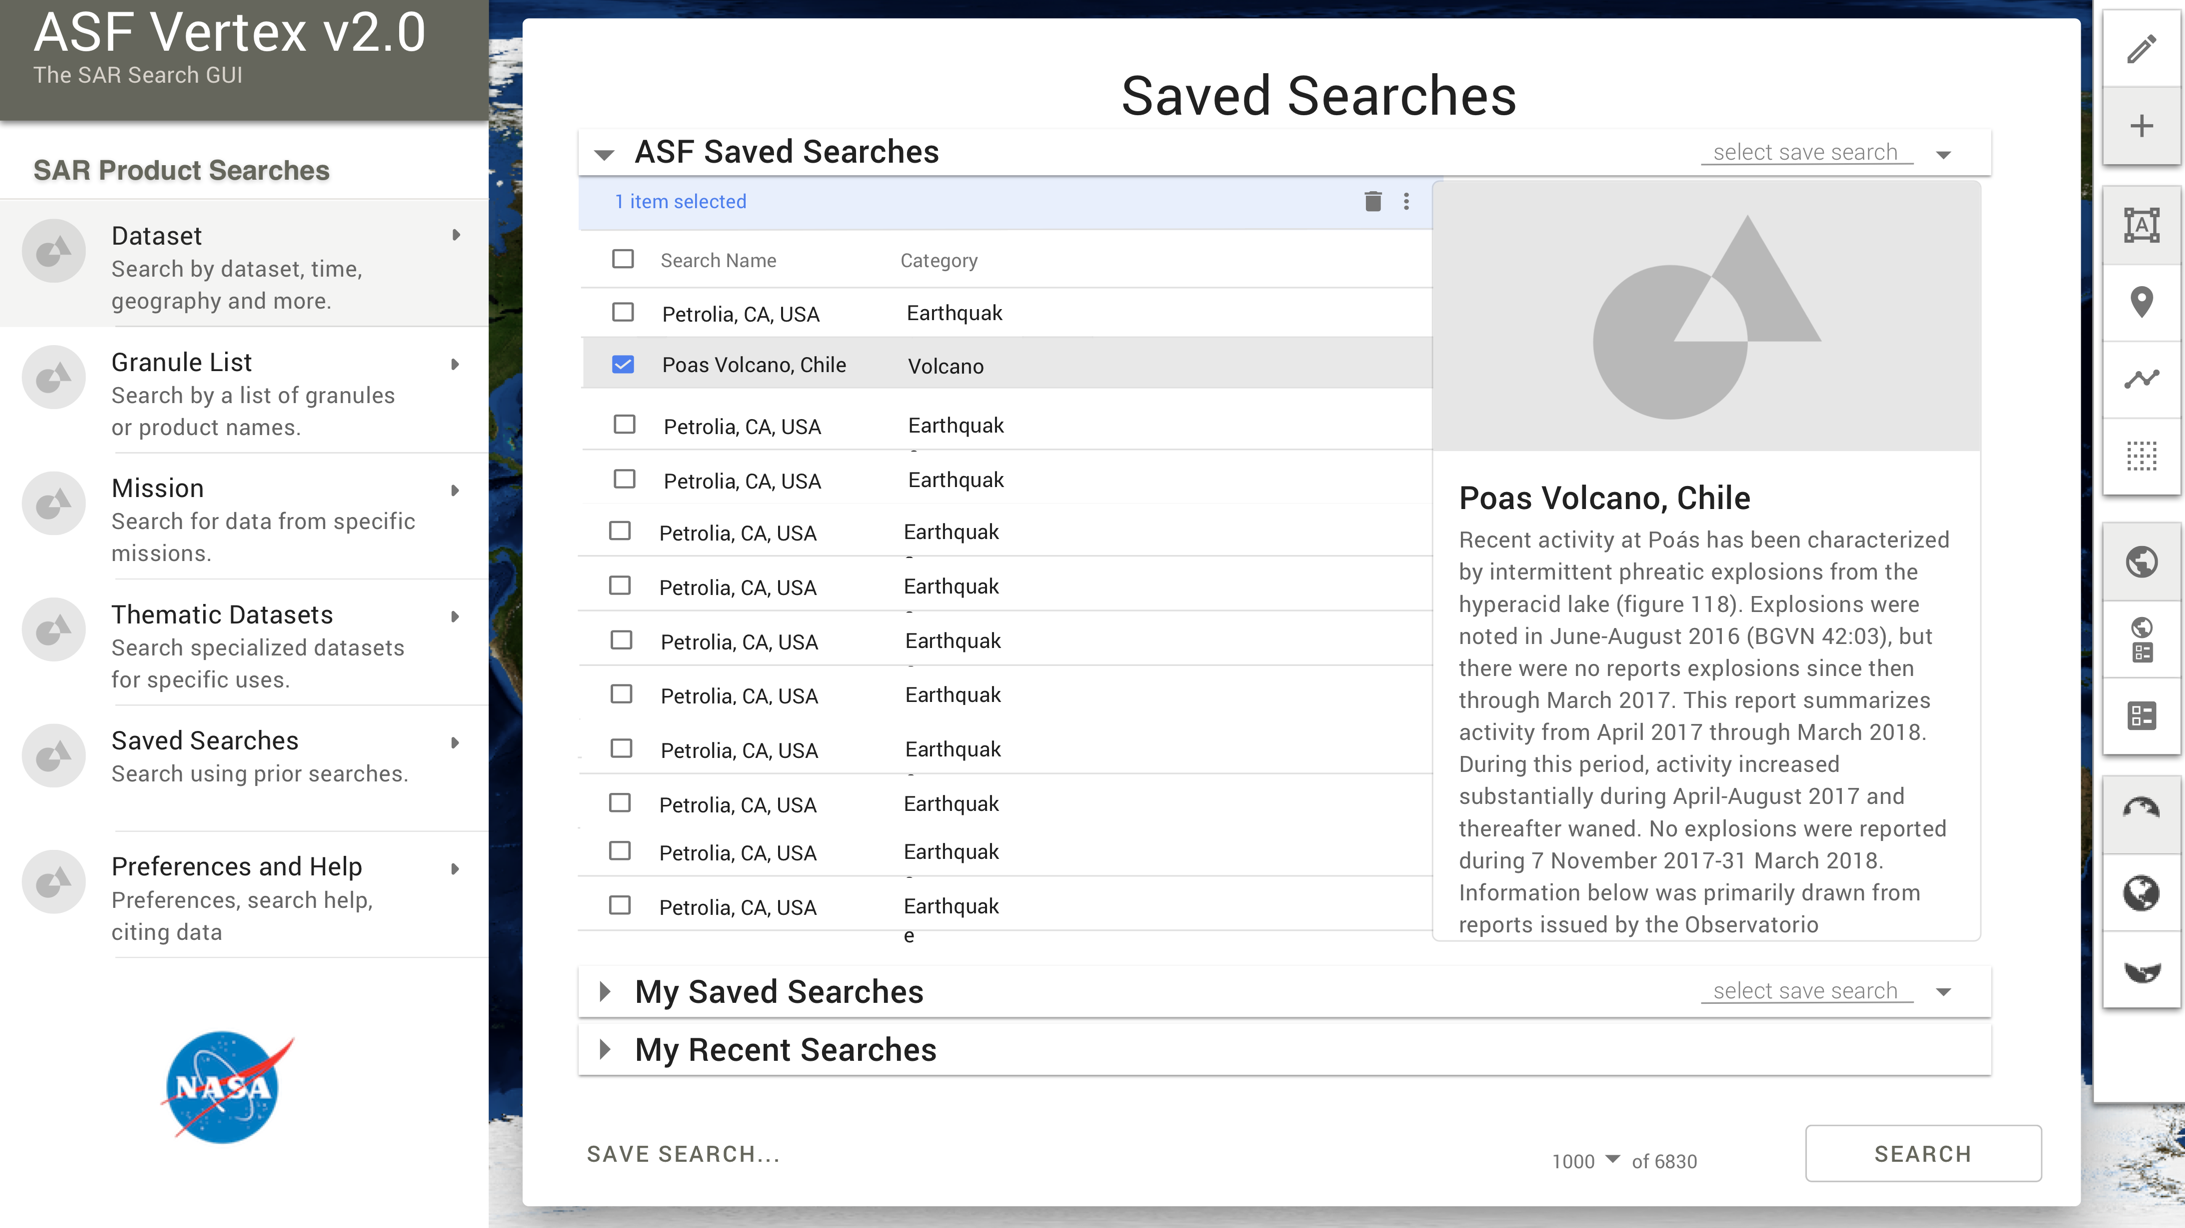 ASF Vertex v2.0
The SAR Search GUI
SAR Product Searches
Dataset
Search by dataset, time,
geography and more.
Granule List
Search by a list of granules
or product names.
Mission
Search for data from specific
missions.
Thematic Datasets
Search specialized datasets
for specific uses.
Saved Searches
Search using prior searches.
Preferences and Help
Preferences, search help,
citing data
NASA
Saved Searches
ASF Saved Searches
select save search
1 item selected
Search Name Category
Petrolia, CA, USA Earthquak
Poas Volcano, Chile Volcano
Petrolia, CA, USA Earthquak
Petrolia, CA, USA Earthquak
Petrolia, CA, USA Earthquak
Petrolia, CA, USA Earthquak
Petrolia, CA, USA Earthquak
Petrolia, CA, USA Earthquak
Petrolia, CA, USA Earthquak
Petrolia, CA, USA Earthquak
Petrolia, CA, USA Earthquak
Petrolia, CA, USA Earthquak
e
Poas Volcano, Chile
Recent activity at Poás has been characterized
by intermittent phreatic explosions from the
hyperacid lake (figure 118). Explosions were
noted in June-August 2016 (BGVN 42:03), but
there were no reports explosions since then
through March 2017. This report summarizes
activity from April 2017 through March 2018.
During this period, activity increased
substantially during April-August 2017 and
thereafter waned. No explosions were reported
during 7 November 2017-31 March 2018.
Information below was primarily drawn from
reports issued by the Observatorio
My Saved Searches
select save search
My Recent Searches
SAVE SEARCH...
1000 of 6830
SEARCH
A